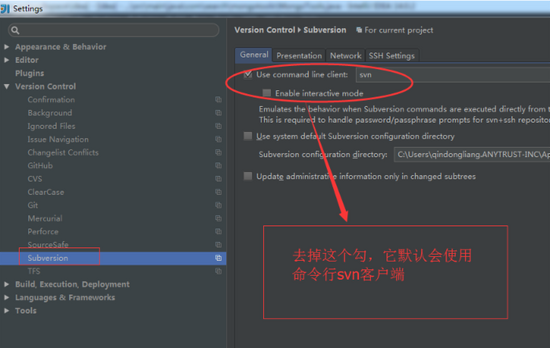 Settings
Version Control › Subversion
For current project
Appearance & Behavior
Editor
Plugins
Version Control
Confirmation
Background
Ignored Files
Issue Navigation
Changelist Conflicts
GitHub
CVS
ClearCase
Git
Mercurial
Perforce
SourceSafe
Subversion
TFS
Build, Execution, Deployment
Languages & Frameworks
Tools
General Presentation Network SSH Settings
Use command line client: svn
Enable interactive mode
Emulates the behavior when Subversion commands are executed directly from t
This is required to handle password/passphrase prompts for svn+ssh reposito
Use system default Subversion configuration directory
Subversion configuration directory: C:\Users\qindongliang.ANYTRUST-INC\Ap
Update administrative information only in changed subtrees
去掉这个勾，它默认会使用
命令行svn客户端